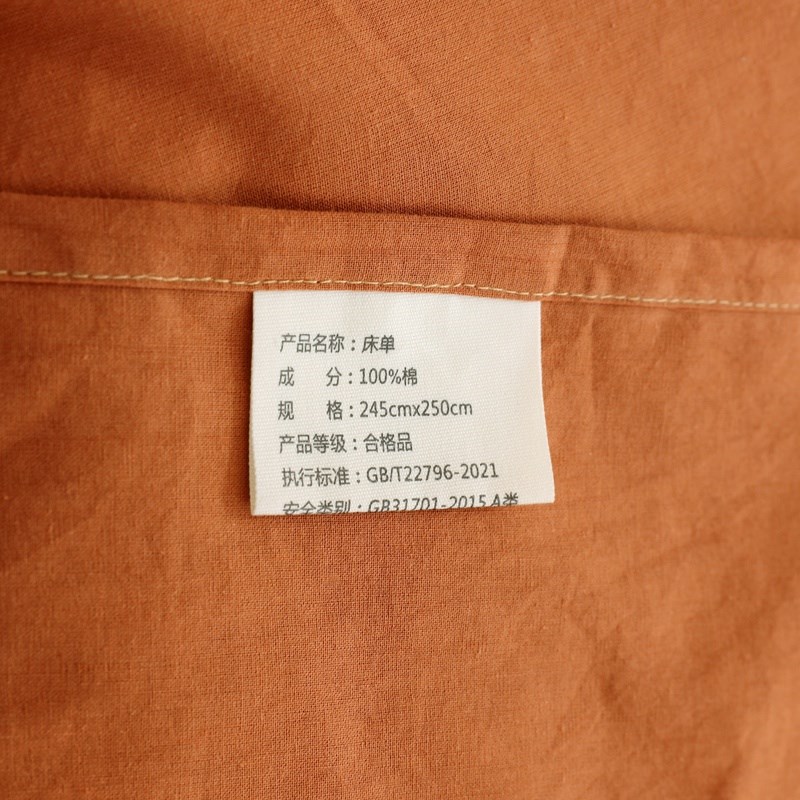 产品名称：床单
成 分：100%棉
规 格：245cmx250cm
产品等级：合格品
执行标准：GB/T22796-2021
安全类别：GB31701-2015 A类